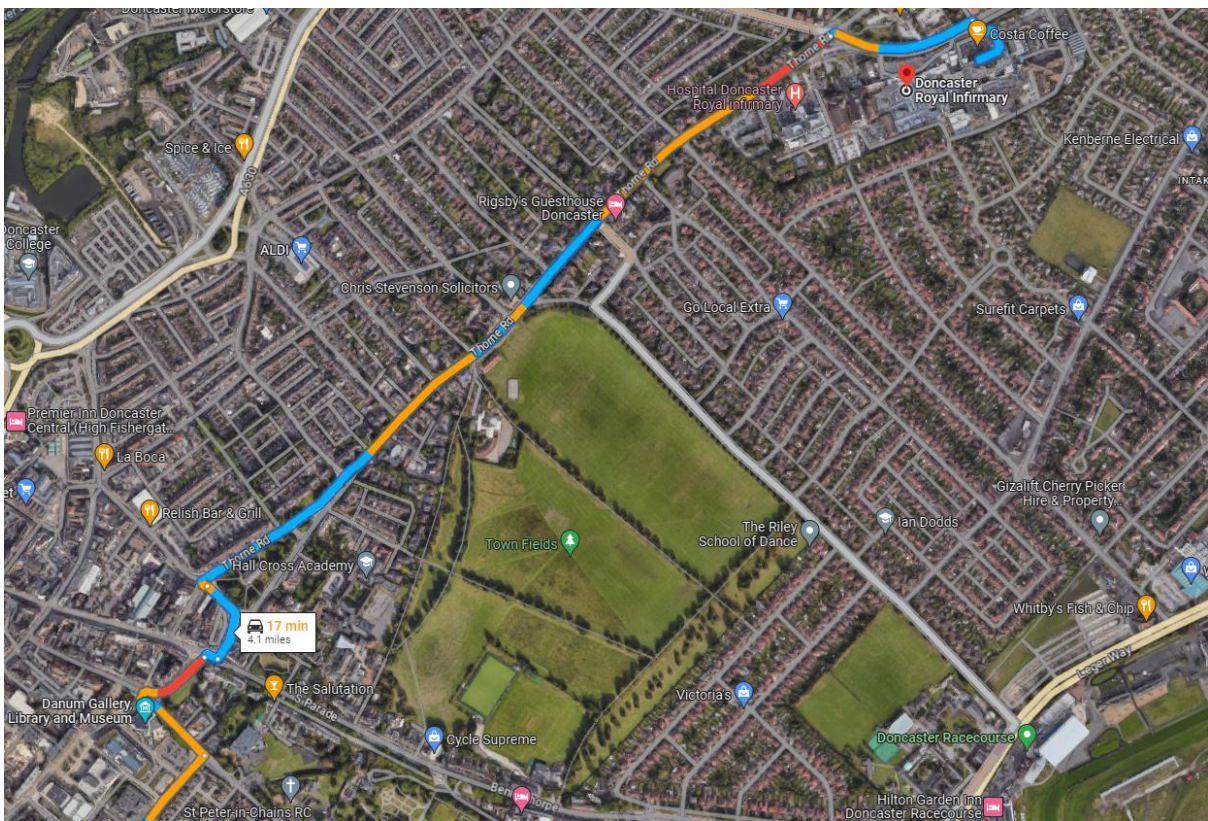 Doncaster Motorstore
Costa Coffee
Thorne Rd
Doncaster
Royal Infirmary
Hospital Doncaster
Royal infirmary
Kenberne Electrical
Spice & Ice
A630
INTAK
Thorne Rd
Rigsby's Guesthouse
Doncaster
Doncaster
College
ALDI
Chris Stevenson Solicitors
Go Local Extra
Surefit Carpets
Thorne Rd
Premier Inn Doncaster
Central (High Fishergat...
La Boca
et
Relish Bar & Grill
Gizalift Cherry Picker
Hire & Property...
The Riley
School of Dance
Ian Dodds
Town Fields
Thorne Rd
Hall Cross Academy
Whitby's Fish & Chip
17 min
4.1 miles
Leger Way
The Salutation
S Parade
Victoria's
Danum Gallery,
Library and Museum
Cycle Supreme
Doncaster Racecourse
St Peter-in-Chains RC
Hilton Garden Inn
Doncaster Racecourse